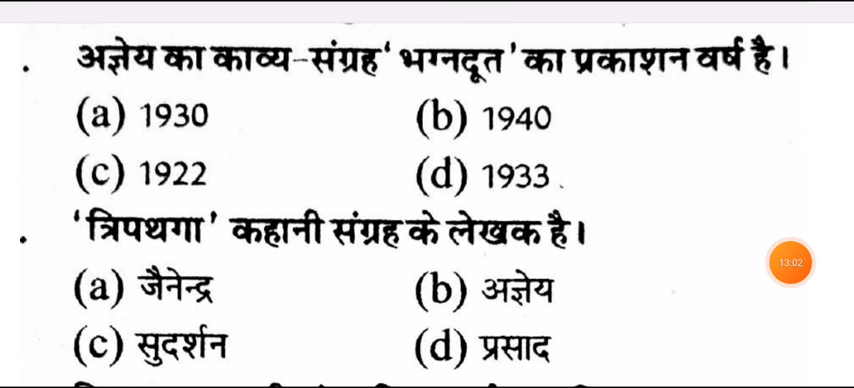 . अज्ञेय का काव्य-संग्रह 'भग्नदूत' का प्रकाशन वर्ष है।
(a) 1930 (b) 1940
(c) 1922 (d) 1933
. 'त्रिपथगा' कहानी संग्रह के लेखक है।
(a) जैनेन्द्र (b) अज्ञेय
(c) सुदर्शन (d) प्रसाद
13:02